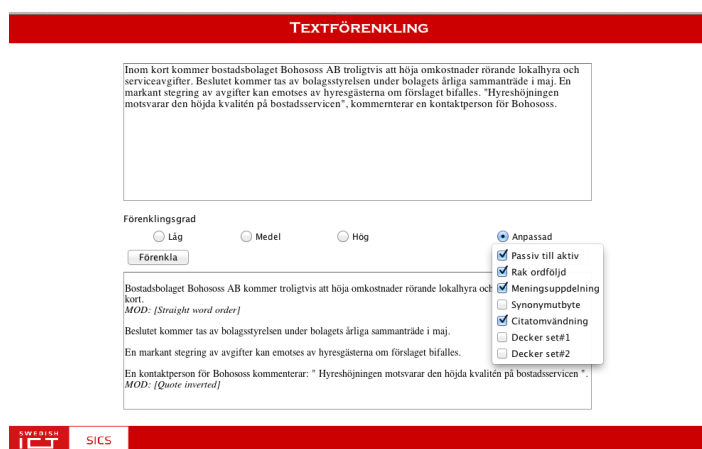 TEXTFÖRENKLING
Inom kort kommer bostadsbolaget Bohososs AB troligtvis att höja omkostnader rörande lokalhyra och
serviceavgifter. Beslutet kommer tas av bolagsstyrelsen under bolagets årliga sammanträde i maj. En
markant stegring av avgifter kan emotses av hyresgästerna om förslaget bifalles. "Hyreshöjningen
motsvarar den höjda kvalitén på bostadsservicen", kommernterar en kontaktperson för Bohososs.
Förenklingsgrad
Låg Medel Hög Anpassad
Förenkla
Passiv till aktiv
Rak ordföljd
Meningsuppdelning
Synonymutbyte
Citatomvändning
Decker set#1
Decker set#2
Bostadsbolaget Bohososs AB kommer troligtvis att höja omkostnader rörande lokalhyra och
kort.
MOD: [Straight word order]
Beslutet kommer tas av bolagsstyrelsen under bolagets årliga sammanträde i maj.
En markant stegring av avgifter kan emotses av hyresgästerna om förslaget bifalles.
En kontaktperson för Bohososs kommenterar: " Hyreshöjningen motsvarar den höjda kvalitén på bostadsservicen ".
MOD: [Quote inverted]
SWEDISH
ICT
SICS